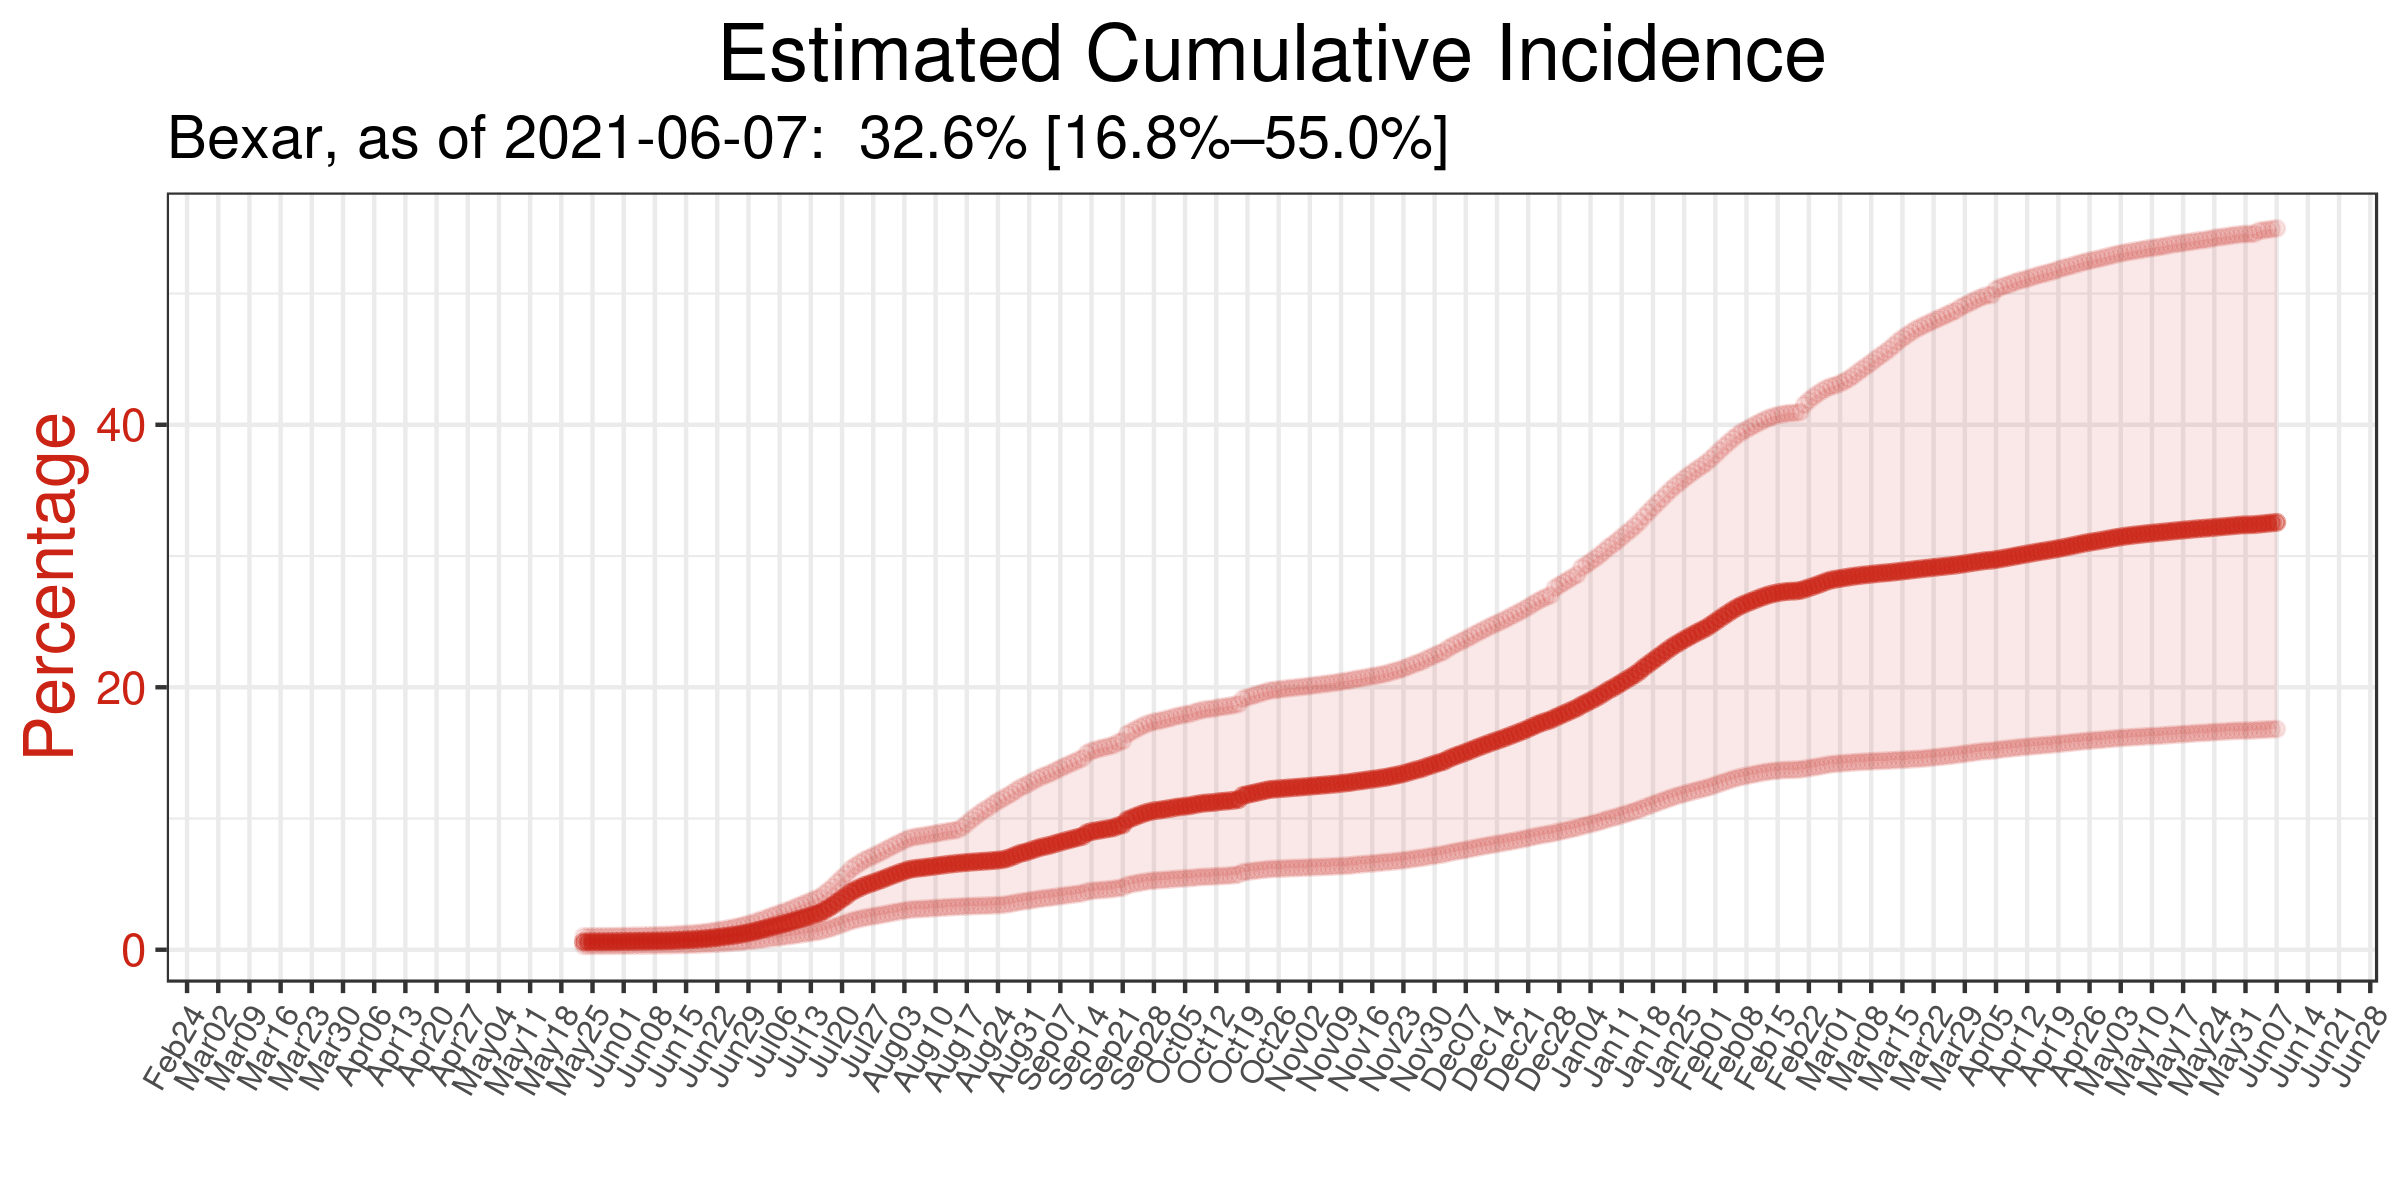 Estimated Cumulative Incidence
Bexar, as of 2021-06-07:  32.6% [16.8%–55.0%]
Percentage
40
20
0
Feb24
Mar02
Mar09
Mar16
Mar23
Mar30
Apr06
Apr13
Apr20
Apr27
May04
May11
May18
May25
Jun01
Jun08
Jun15
Jun22
Jun29
Jul06
Jul13
Jul20
Jul27
Aug03
Aug10
Aug17
Aug24
Aug31
Sep07
Sep14
Sep21
Sep28
Oct05
Oct12
Oct19
Oct26
Nov02
Nov09
Nov16
Nov23
Nov30
Dec07
Dec14
Dec21
Dec28
Jan04
Jan11
Jan18
Jan25
Feb01
Feb08
Feb15
Feb22
Mar01
Mar08
Mar15
Mar22
Mar29
Apr05
Apr12
Apr19
Apr26
May03
May10
May17
May24
May31
Jun07
Jun14
Jun21
Jun28